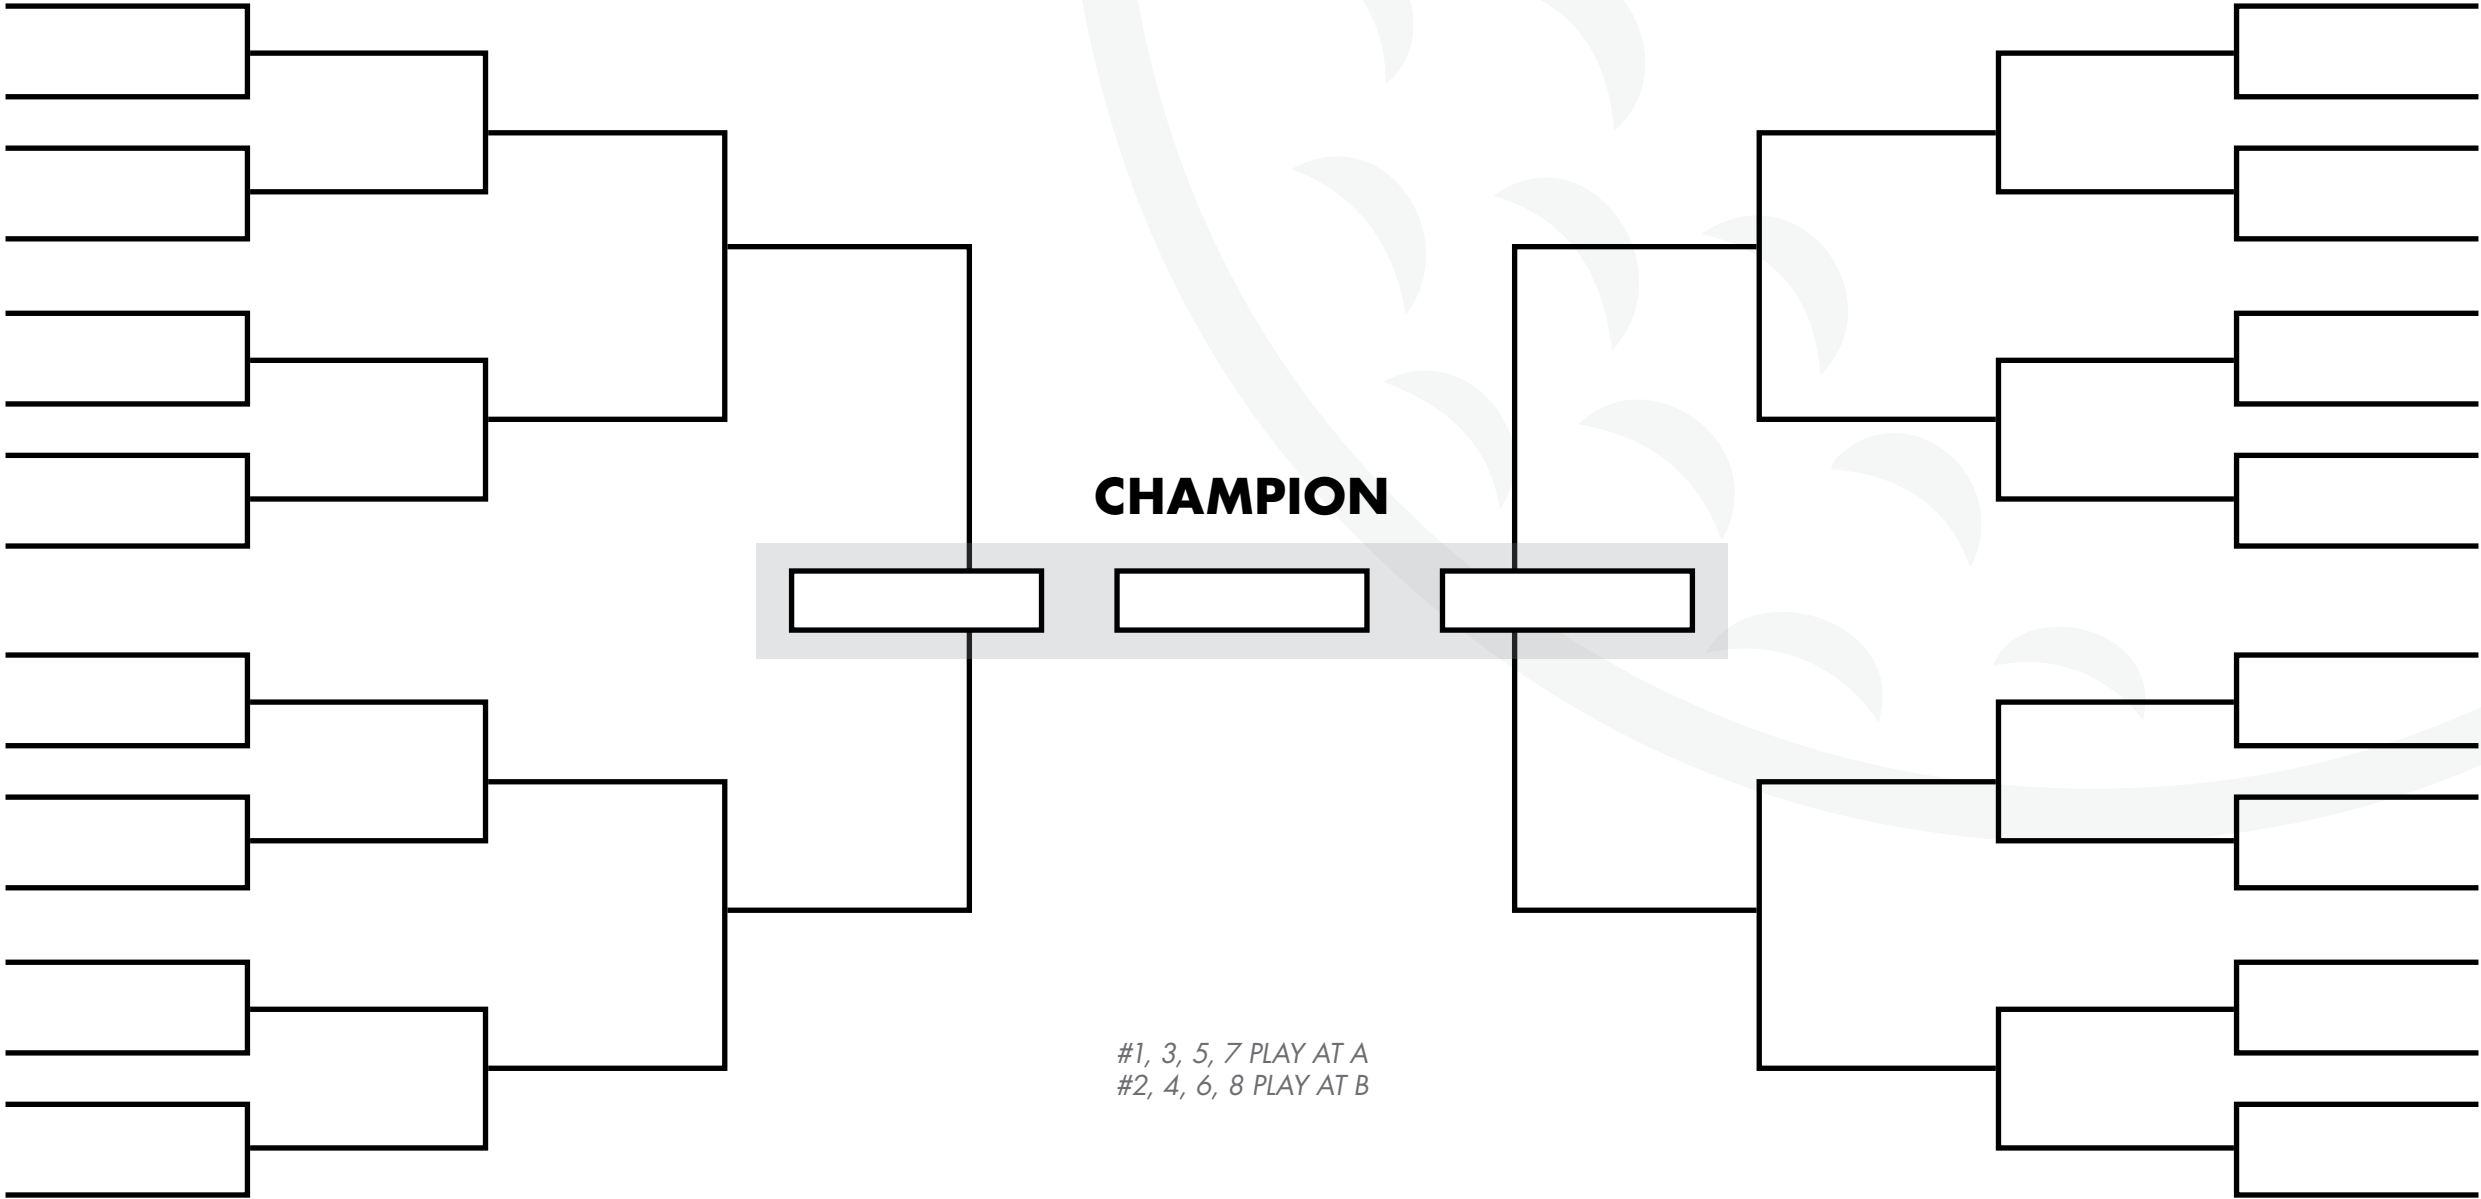 CHAMPION
#1, 3, 5, 7 PLAY AT A
#2, 4, 6, 8 PLAY AT B